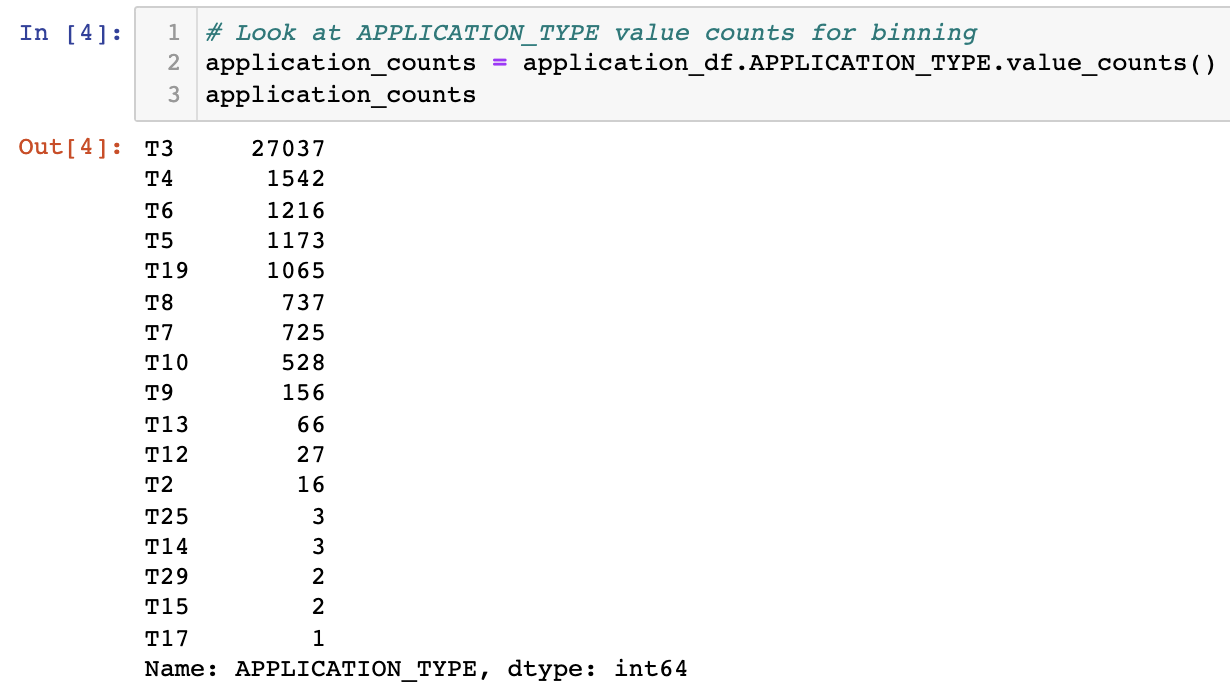 In [4]:
1 # Look at APPLICATION_TYPE value counts for binning
2 application_counts = application_df.APPLICATION_TYPE.value_counts()
3 application_counts
Out[4]:
T3 27037
T4 1542
T6 1216
T5 1173
T19 1065
T8 737
T7 725
T10 528
T9 156
T13 66
T12 27
T2 16
T25 3
T14 3
T29 2
T15 2
T17 1
Name: APPLICATION_TYPE, dtype: int64